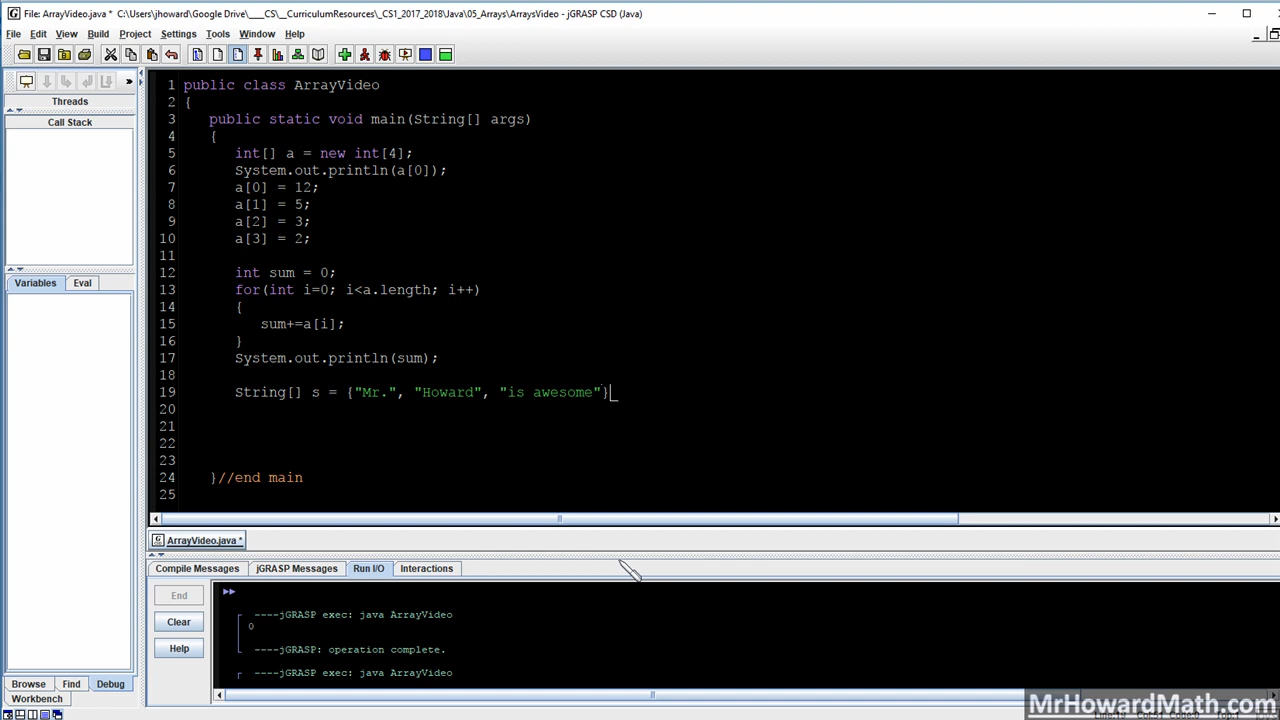 File: ArrayVideo.java * C:\Users\jhoward\Google Drive\____CS\__CurriculumResources\_CS1_2017_2018\Java\05_Arrays\ArraysVideo - jGRASP CSD (Java)
File Edit View Build Project Settings Tools Window Help
Threads
Call Stack
Variables Eval
Browse Find Debug
Workbench
1 public class ArrayVideo
2 {
3 public static void main(String[] args)
4 {
5 int[] a = new int[4];
6 System.out.println(a[0]);
7 a[0] = 12;
8 a[1] = 5;
9 a[2] = 3;
10 a[3] = 2;
11
12 int sum = 0;
13 for(int i=0; i<a.length; i++)
14 {
15 sum+=a[i];
16 }
17 System.out.println(sum);
18
19 String[] s = {"Mr.", "Howard", "is awesome"}
20
21
22
23
24 }//end main
25
ArrayVideo.java *
Compile Messages jGRASP Messages Run I/O Interactions
End
Clear
Help
----jGRASP exec: java ArrayVideo
0
----jGRASP: operation complete.
----jGRASP exec: java ArrayVideo
MrHowardMath.com